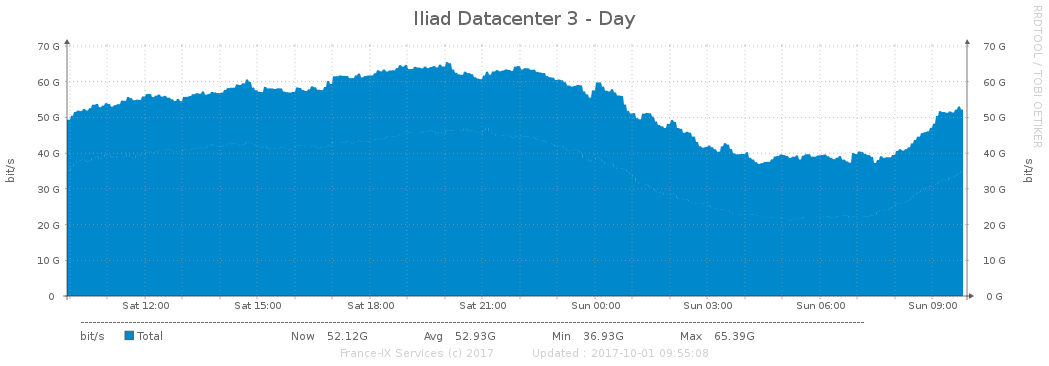 Iliad Datacenter 3 - Day
RRDTOOL / TOBI OETIKER
bit/s
70 G 70 G
60 G 60 G
50 G 50 G
40 G 40 G
30 G 30 G
20 G 20 G
10 G 10 G
0 0 G
bit/s
Sat 12:00 Sat 15:00 Sat 18:00 Sat 21:00 Sun 00:00 Sun 03:00 Sun 06:00 Sun 09:00
bit/s Total Now 52.12G Avg 52.93G Min 36.93G Max 65.39G
France-IX Services (c) 2017 Updated : 2017-10-01 09:55:08